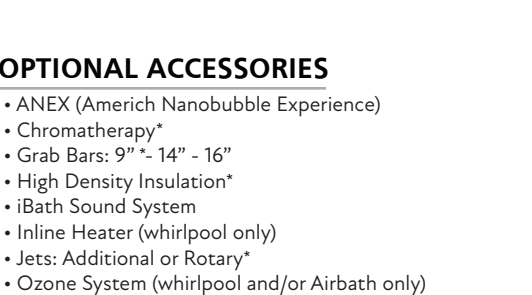 OPTIONAL ACCESSORIES
• ANEX (Americh Nanobubble Experience)
• Chromatherapy*
• Grab Bars: 9” *- 14” - 16”
• High Density Insulation*
• iBath Sound System
• Inline Heater (whirlpool only)
• Jets: Additional or Rotary*
• Ozone System (whirlpool and/or Airbath only)